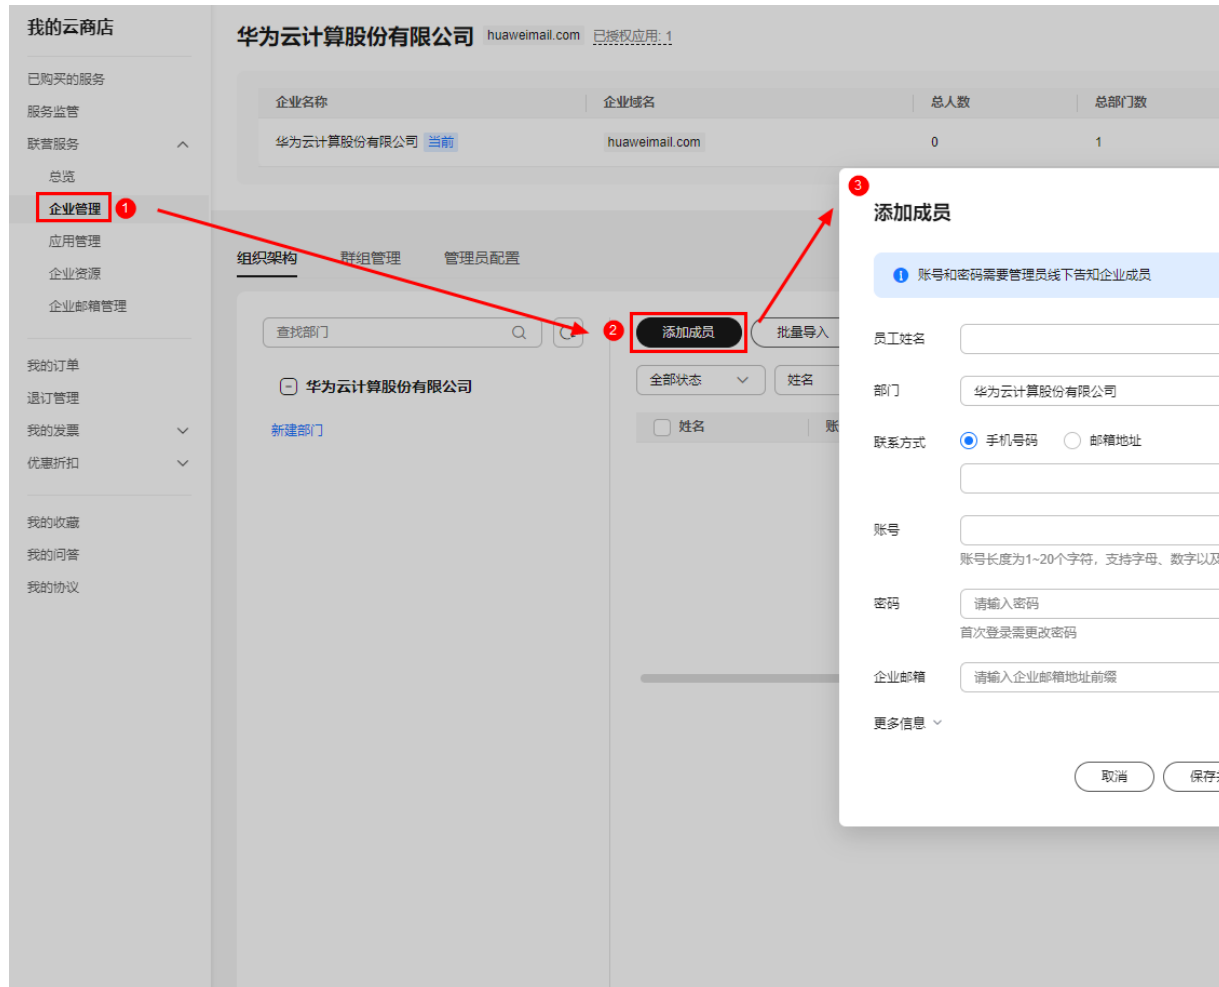 我的云商店
已购买的服务
服务监管
联营服务
总览
企业管理 1
应用管理
企业资源
企业邮箱管理
我的订单
退订管理
我的发票
优惠折扣
我的收藏
我的问答
我的协议
华为云计算股份有限公司 huaweimail.com 已授权应用: 1
企业名称 企业域名 总人数 总部门数
华为云计算股份有限公司 当前 huaweimail.com 0 1
组织架构 群组管理 管理员配置
查找部门
华为云计算股份有限公司
新建部门
2 添加成员 批量导入
全部状态 姓名
姓名 账
3
添加成员
账号和密码需要管理员线下告知企业成员
员工姓名
部门 华为云计算股份有限公司
联系方式 手机号码 邮箱地址
账号
账号长度为1~20个字符，支持字母、数字以及
密码 请输入密码
首次登录需更改密码
企业邮箱 请输入企业邮箱地址前缀
更多信息
取消 保存